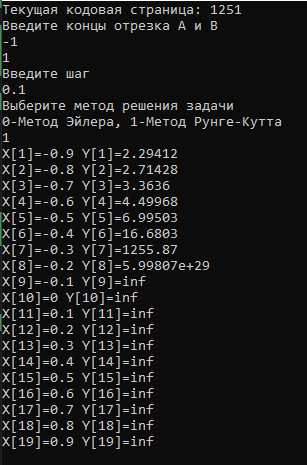 Текущая кодовая страница: 1251
Введите концы отрезка A и B
-1
1
Введите шаг
0.1
Выберите метод решения задачи
0-Метод Эйлера, 1-Метод Рунге-Кутта
1
X[1]=-0.9 Y[1]=2.29412
X[2]=-0.8 Y[2]=2.71428
X[3]=-0.7 Y[3]=3.3636
X[4]=-0.6 Y[4]=4.49968
X[5]=-0.5 Y[5]=6.99503
X[6]=-0.4 Y[6]=16.6803
X[7]=-0.3 Y[7]=1255.87
X[8]=-0.2 Y[8]=5.99807e+29
X[9]=-0.1 Y[9]=inf
X[10]=0 Y[10]=inf
X[11]=0.1 Y[11]=inf
X[12]=0.2 Y[12]=inf
X[13]=0.3 Y[13]=inf
X[14]=0.4 Y[14]=inf
X[15]=0.5 Y[15]=inf
X[16]=0.6 Y[16]=inf
X[17]=0.7 Y[17]=inf
X[18]=0.8 Y[18]=inf
X[19]=0.9 Y[19]=inf